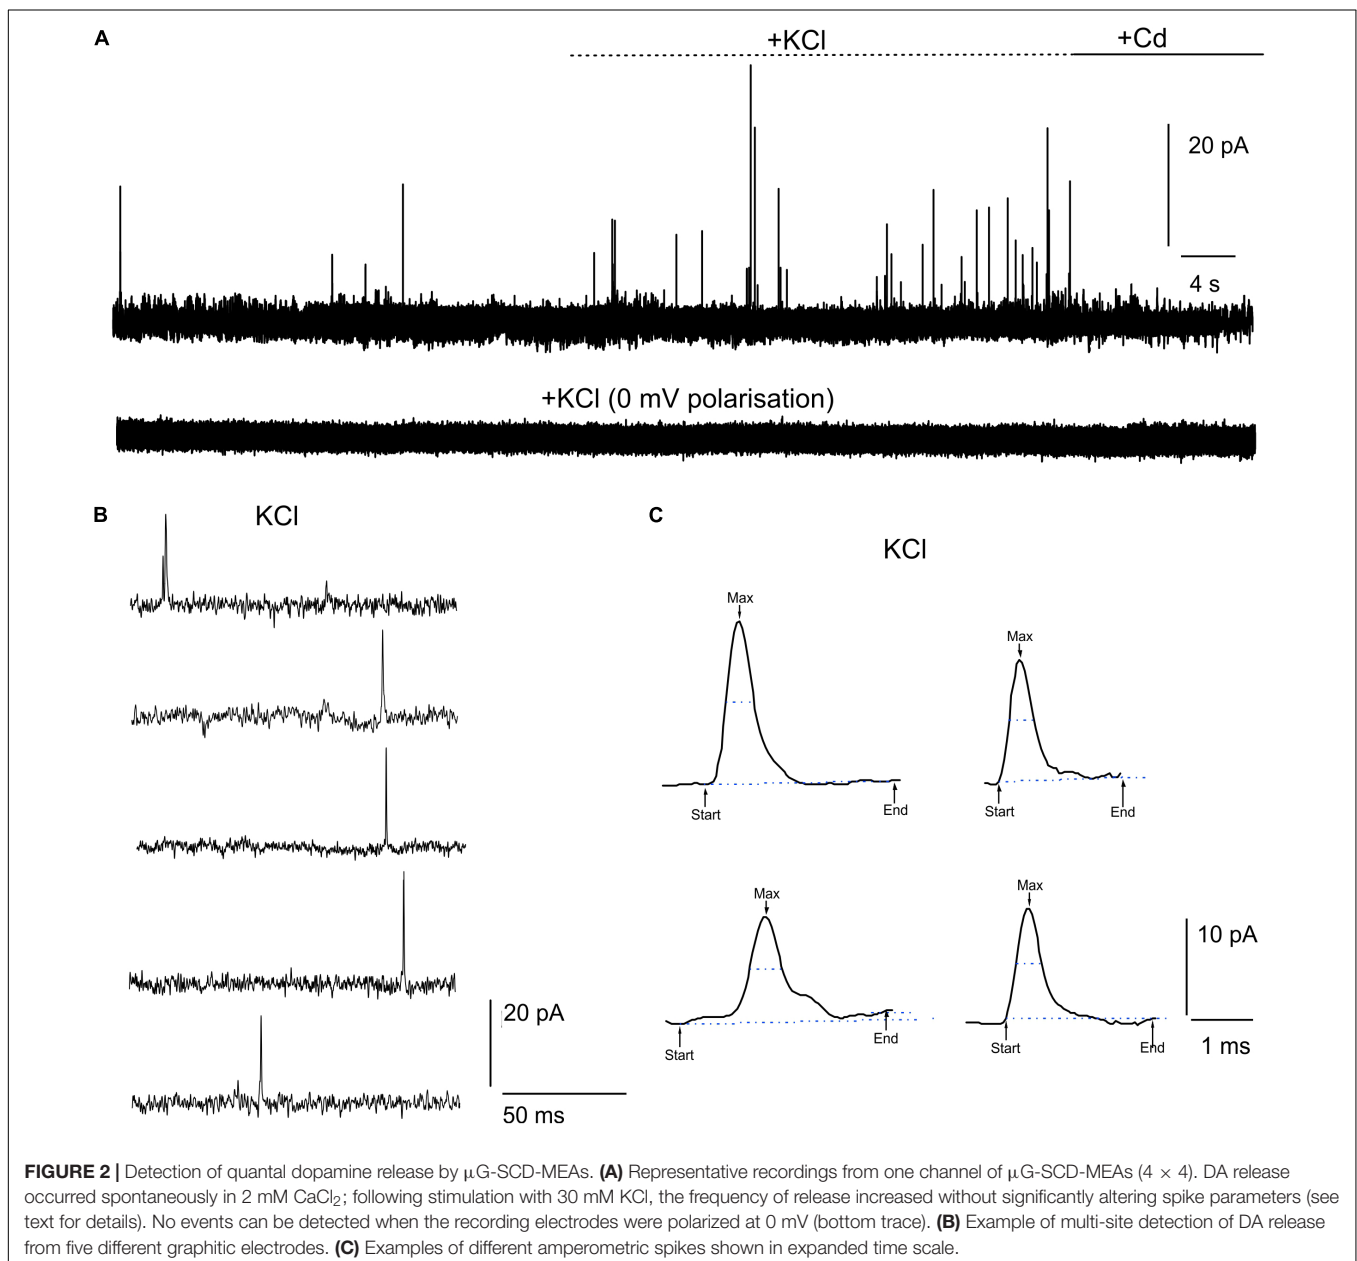 A
+KCl
+Cd
20 pA
4 s
+KCl (0 mV polarisation)
B
KCl
20 pA
50 ms
C
KCl
Max
Start
End
Max
Start
End
Max
Start
End
Max
Start
End
10 pA
1 ms
FIGURE 2 | Detection of quantal dopamine release by μG-SCD-MEAs. (A) Representative recordings from one channel of μG-SCD-MEAs (4 × 4). DA release
occurred spontaneously in 2 mM CaCl₂; following stimulation with 30 mM KCl, the frequency of release increased without significantly altering spike parameters (see
text for details). No events can be detected when the recording electrodes were polarized at 0 mV (bottom trace). (B) Example of multi-site detection of DA release
from five different graphitic electrodes. (C) Examples of different amperometric spikes shown in expanded time scale.